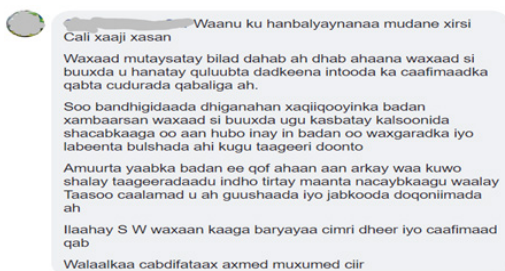 Waanu ku hanbalyaynanaa mudane xirsi
Cali xaaji xasan
Waxaad mutaysatay bilad dahab ah dhab ahaana waxaad si
buuxda u hanatay quluubta dadkeena intooda ka caafimaadka
qabta cudurada qabaliga ah.
Soo bandhigidaada dhiganahan xaqiiqooyinka badan
xambaarsan waxaad si buuxda ugu kasbatay kalsoonida
shacabkaaga oo aan hubo inay in badan oo waxgaradka iyo
labeenta bulshada ahi kugu taageeri doonto
Amuurta yaabka badan ee qof ahaan aan arkay waa kuwo
shalay taageeradaadu indho tirtay maanta nacaybkaagu waalay
Taasoo caalamad u ah guushaada iyo jabkooda doqoniimada
ah
Ilaahay S W waxaan kaaga baryayaa cimri dheer iyo caafimaad
qab
Walaalkaa cabdifataax axmed muxumed ciir